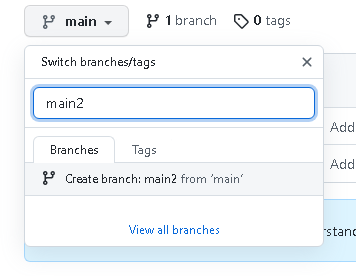 main 1 branch 0 tags
Switch branches/tags
main2
Branches Tags
Add
Create branch: main2 from 'main'
Add
View all branches